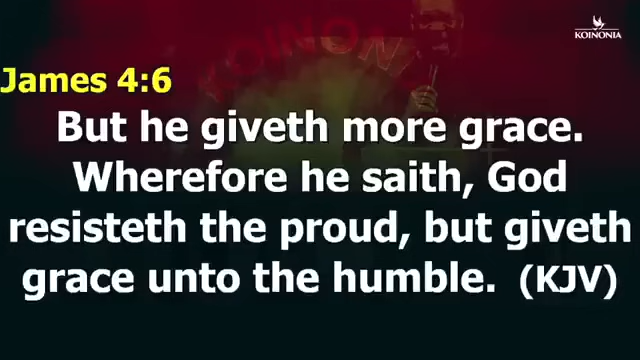 KOINONIA
KOINONIA
James 4:6
But he giveth more grace.
Wherefore he saith, God
resisteth the proud, but giveth
grace unto the humble. (KJV)